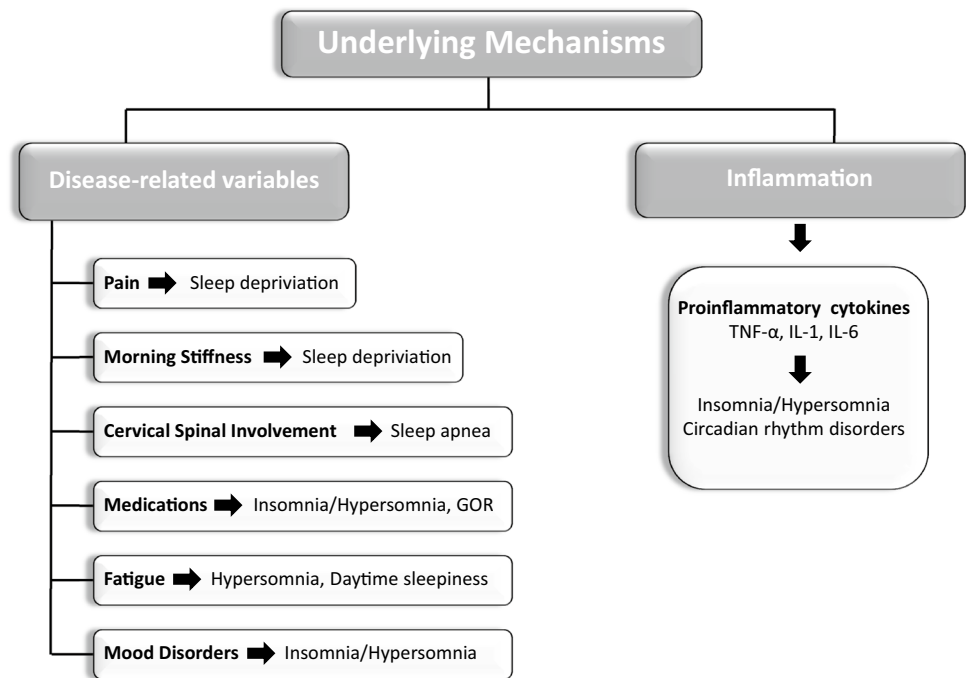 Underlying Mechanisms
Disease-related variables
Pain Sleep depriviation
Morning Stiffness Sleep depriviation
Cervical Spinal Involvement Sleep apnea
Medications Insomnia/Hypersomnia, GOR
Fatigue Hypersomnia, Daytime sleepiness
Mood Disorders Insomnia/Hypersomnia
Inflammation
Proinflammatory cytokines
TNF-α, IL-1, IL-6
Insomnia/Hypersomnia
Circadian rhythm disorders